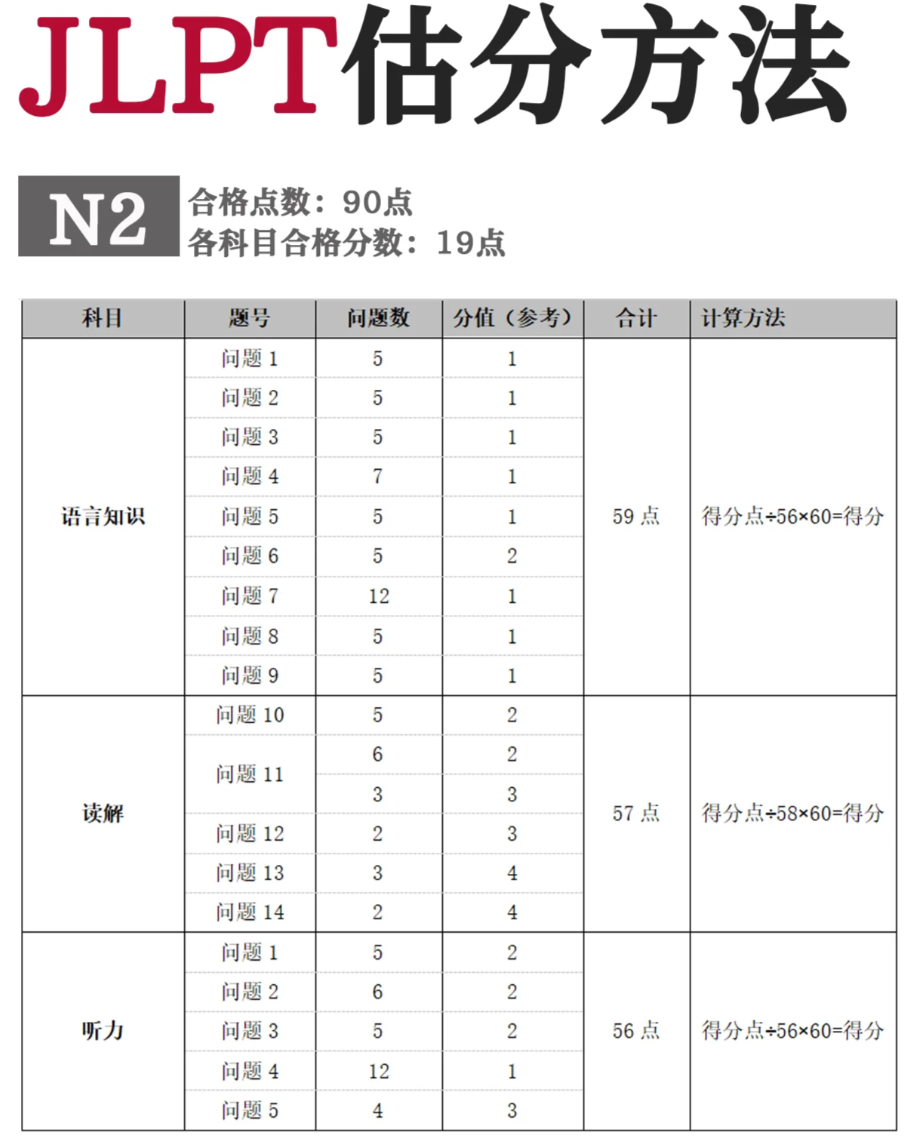 JLPT估分方法
N2
合格点数：90点
各科目合格分数：19点
科目 题号 问题数 分值（参考） 合计 计算方法
语言知识 问题 1 5 1 59 点 得分点÷56×60=得分
问题 2 5 1
问题 3 5 1
问题 4 7 1
问题 5 5 1
问题 6 5 2
问题 7 12 1
问题 8 5 1
问题 9 5 1
读解 问题 10 5 2 57 点 得分点÷58×60=得分
问题 11 6 2
3 3
问题 12 2 3
问题 13 3 4
问题 14 2 4
听力 问题 1 5 2 56 点 得分点÷56×60=得分
问题 2 6 2
问题 3 5 2
问题 4 12 1
问题 5 4 3